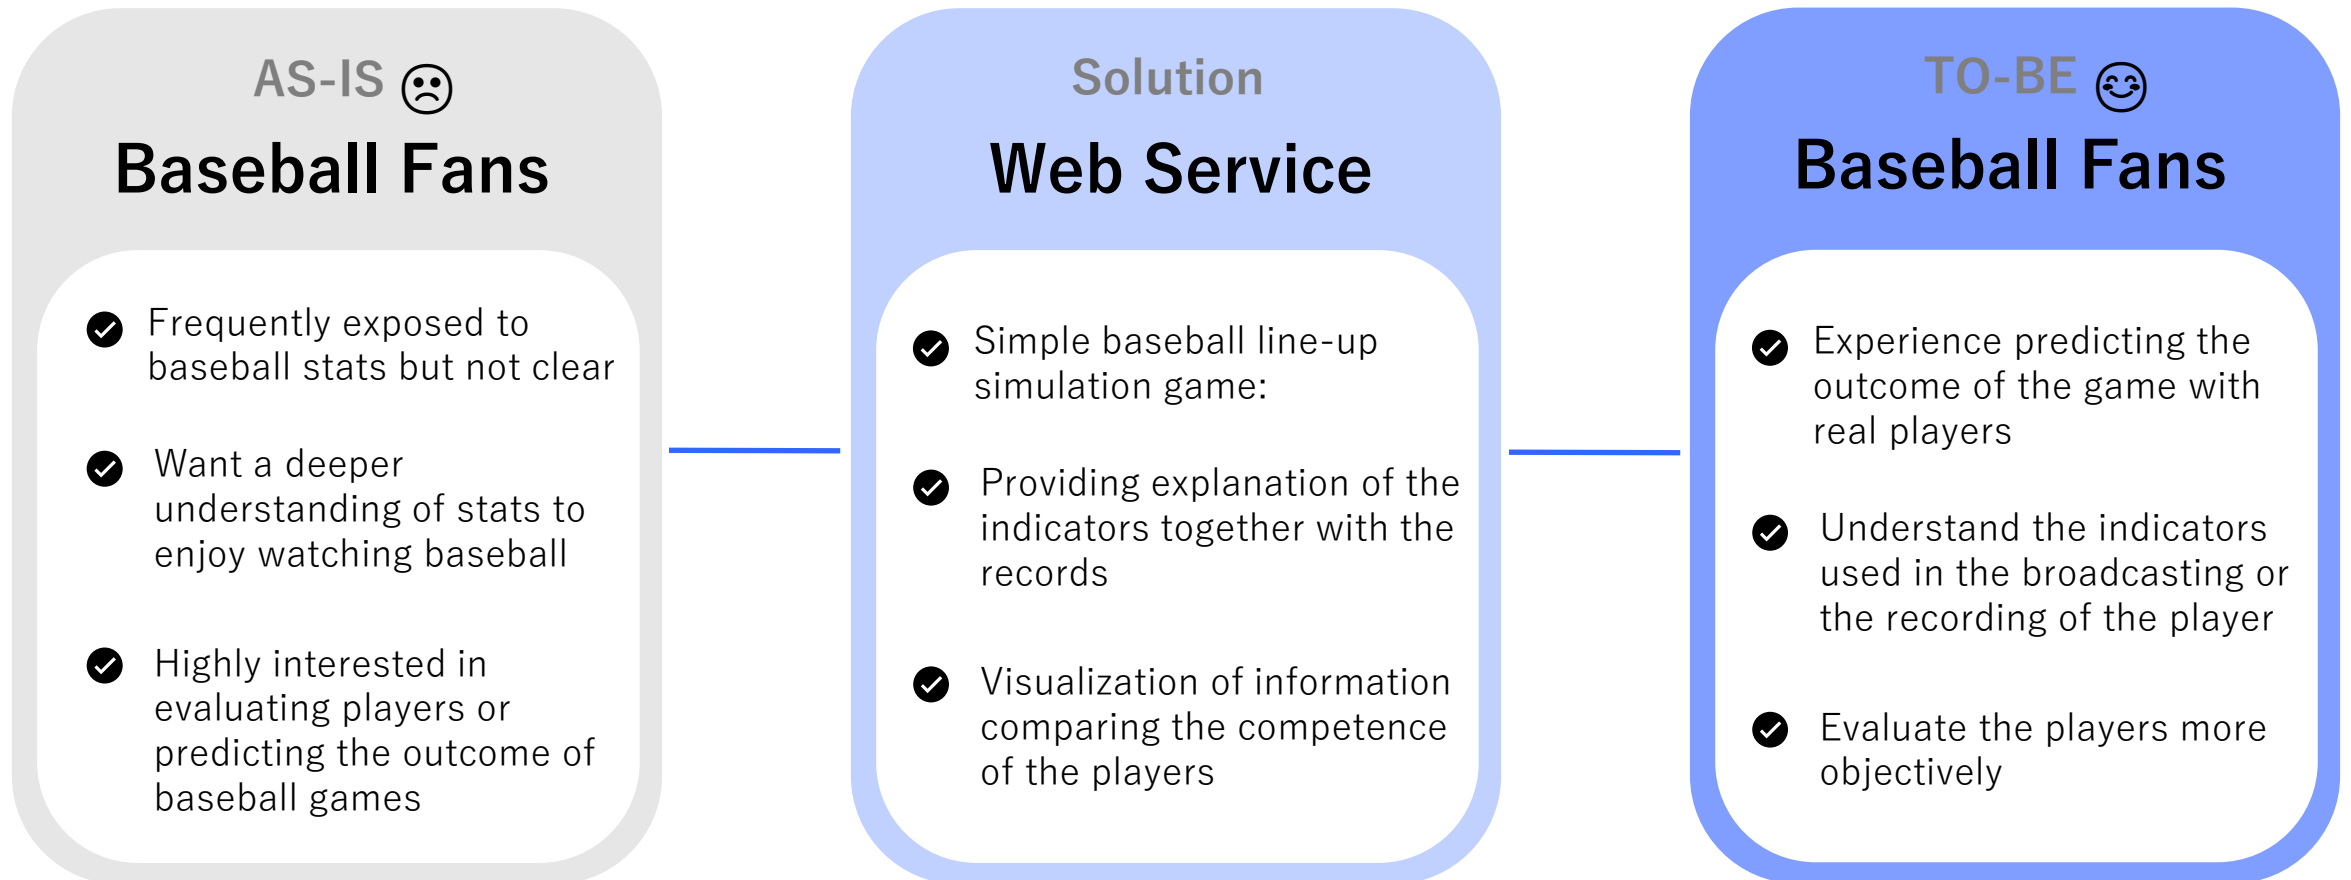 AS-IS
Baseball Fans
Frequently exposed to
baseball stats but not clear
Want a deeper
understanding of stats to
enjoy watching baseball
Highly interested in
evaluating players or
predicting the outcome of
baseball games
Solution
Web Service
Simple baseball line-up
simulation game:
Providing explanation of the
indicators together with the
records
Visualization of information
comparing the competence
of the players
TO-BE
Baseball Fans
Experience predicting the
outcome of the game with
real players
Understand the indicators
used in the broadcasting or
the recording of the player
Evaluate the players more
objectively